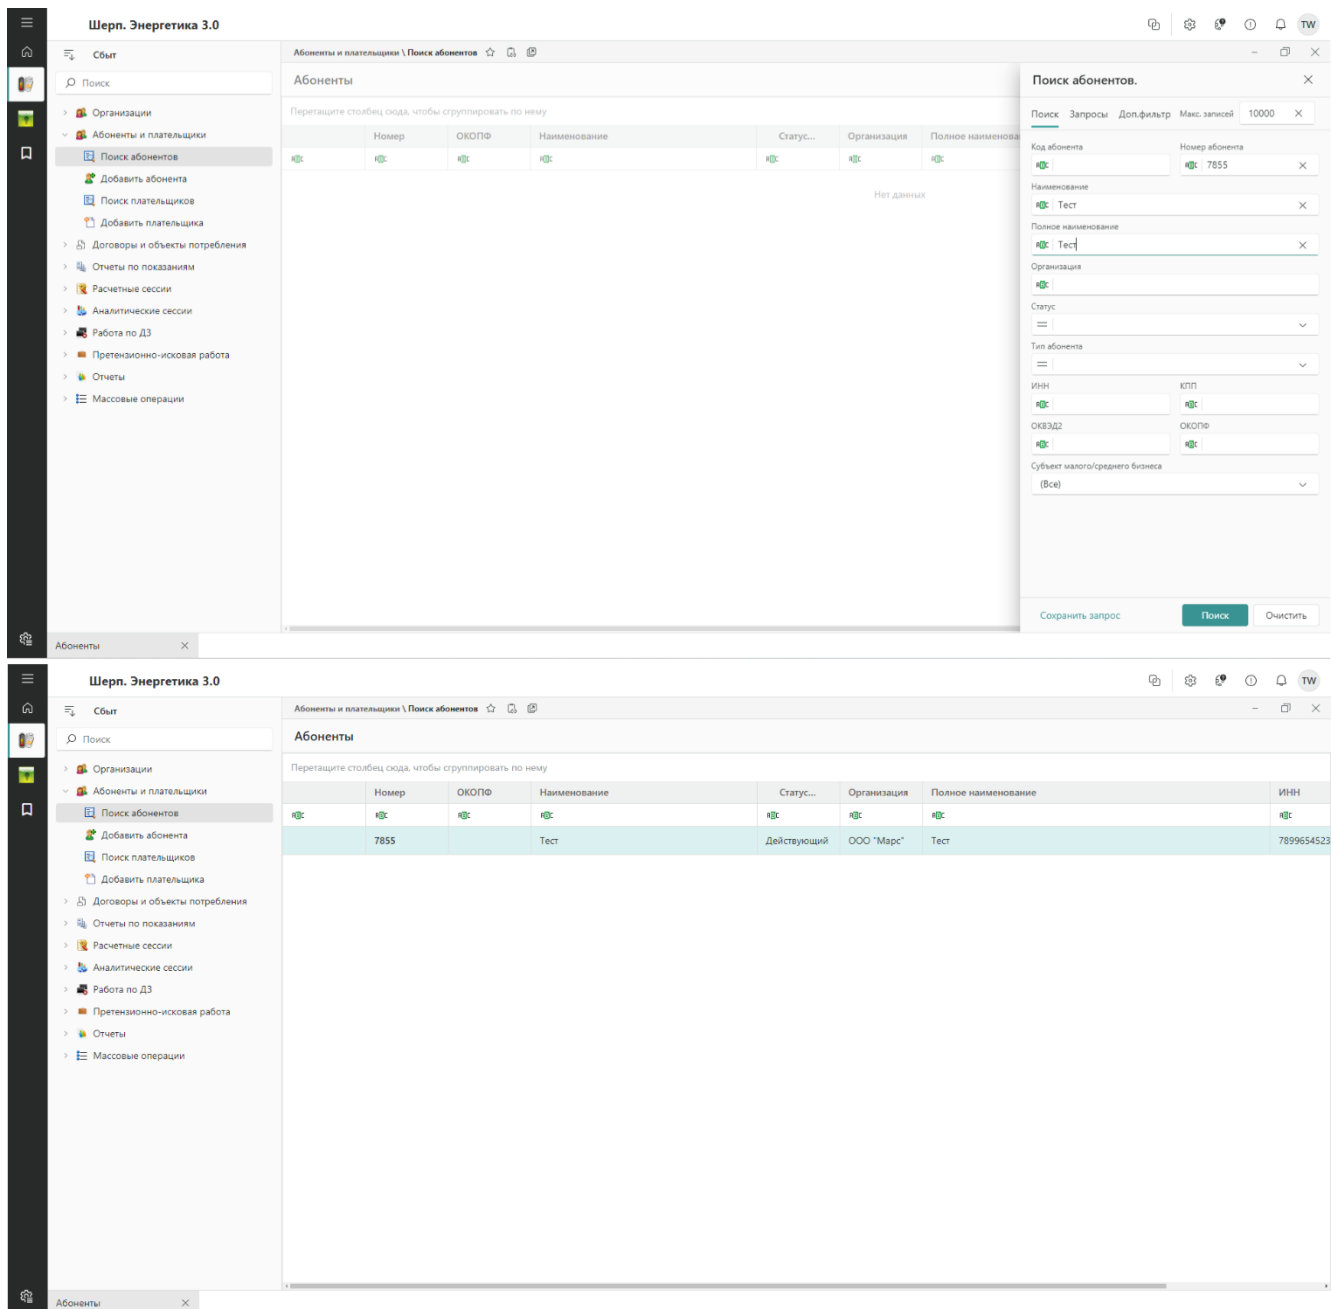 Шерп. Энергетика 3.0
TW
Сбыт
Абоненты и плательщики \ Поиск абонентов
Поиск
Абоненты
Поиск абонентов.
Перетащите столбец сюда, чтобы сгруппировать по нему
Поиск Запросы Доп.фильтр Макс. записей 10000
Организации
Абоненты и плательщики
Поиск абонентов
Добавить абонента
Поиск плательщиков
Добавить плательщика
Договоры и объекты потребления
Отчеты по показаниям
Расчетные сессии
Аналитические сессии
Работа по ДЗ
Претензионно-исковая работа
Отчеты
Массовые операции
Номер ОКОПФ Наименование Статус... Организация Полное наименова
Нет данных
Код абонента Номер абонента
7855
Наименование
Тест
Полное наименование
Тест
Организация
Статус
Тип абонента
ИНН КПП
ОКВЭД2 ОКОПФ
Субъект малого/среднего бизнеса
(Все)
Сохранить запрос Поиск Очистить
Абоненты
Шерп. Энергетика 3.0
TW
Сбыт
Абоненты и плательщики \ Поиск абонентов
Поиск
Абоненты
Перетащите столбец сюда, чтобы сгруппировать по нему
Организации
Абоненты и плательщики
Поиск абонентов
Добавить абонента
Поиск плательщиков
Добавить плательщика
Договоры и объекты потребления
Отчеты по показаниям
Расчетные сессии
Аналитические сессии
Работа по ДЗ
Претензионно-исковая работа
Отчеты
Массовые операции
Номер ОКОПФ Наименование Статус... Организация Полное наименование ИНН
7855 Тест Действующий ООО "Марс" Тест 7899654523
Абоненты